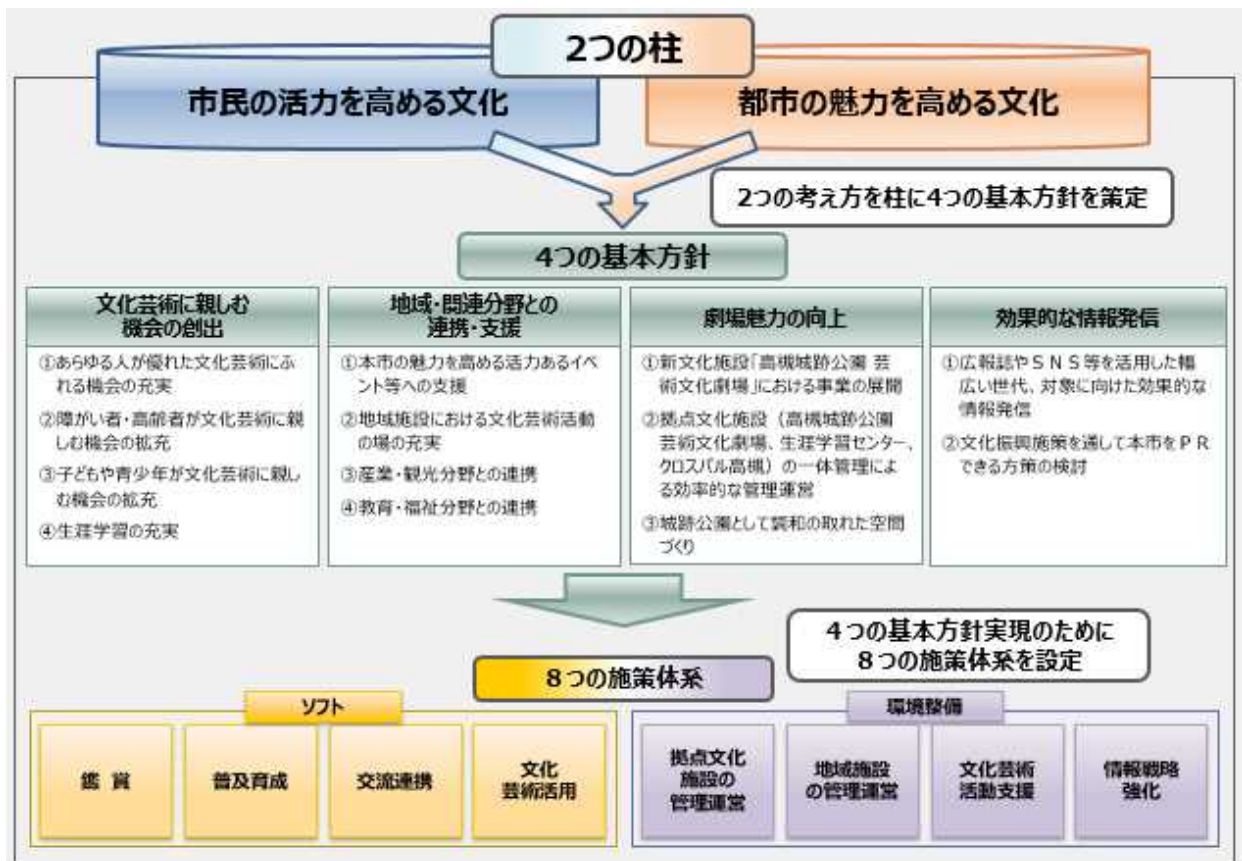 2つの柱
市民の活力を高める文化
都市の魅力を高める文化
2つの考え方を柱に4つの基本方針を策定
4つの基本方針
文化芸術に親しむ
機会の創出
①あらゆる人が優れた文化芸術にふ
れる機会の充実
②障がい者・高齢者が文化芸術に親
しむ機会の拡充
③子どもや青少年が文化芸術に親し
む機会の拡充
④生涯学習の充実
地域・関連分野との
連携・支援
①本市の魅力を高める活力あるイベ
ント等への支援
②地域施設における文化芸術活動
の場の充実
③産業・観光分野との連携
④教育・福祉分野との連携
劇場魅力の向上
①新文化施設「高槻城跡公園 芸
術文化劇場」における事業の展開
②拠点文化施設（高槻城跡公園
芸術文化劇場、生涯学習センター、
クロスパル高槻）の一体管理によ
る効率的な管理運営
③城跡公園として調和の取れた空間
づくり
効果的な情報発信
①広報誌やＳＮＳ等を活用した幅
広い世代、対象に向けた効果的な
情報発信
②文化振興施策を通して本市をＰＲ
できる方策の検討
４つの基本方針実現のために
８つの施策体系を設定
８つの施策体系
ソフト
鑑 賞
普及育成
交流連携
文化
芸術活用
環境整備
拠点文化
施設の
管理運営
地域施設
の管理運営
文化芸術
活動支援
情報戦略
強化